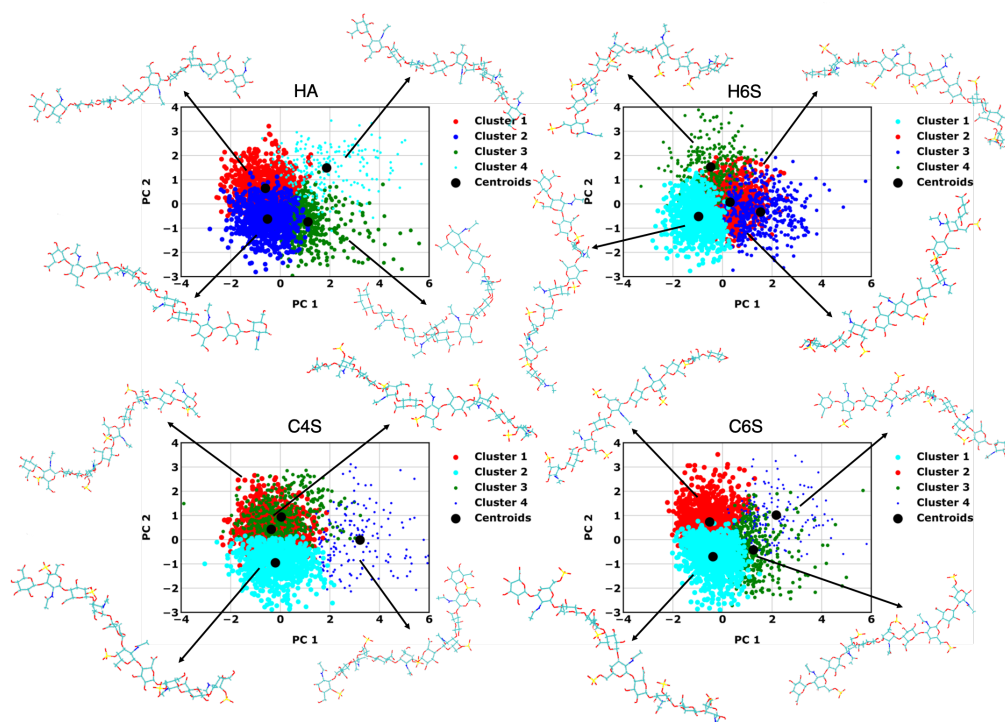 HA
4
3
2
1
0
−1
−2
−3
PC 2
−4
−2
0
2
4
6
PC 1
Cluster 1
Cluster 2
Cluster 3
Cluster 4
Centroids
H6S
4
3
2
1
0
−1
−2
−3
PC 2
−4
−2
0
2
4
6
PC 1
Cluster 1
Cluster 2
Cluster 3
Cluster 4
Centroids
C4S
4
3
2
1
0
−1
−2
−3
PC 2
−4
−2
0
2
4
6
PC 1
Cluster 1
Cluster 2
Cluster 3
Cluster 4
Centroids
C6S
4
3
2
1
0
−1
−2
−3
PC 2
−4
−2
0
2
4
6
PC 1
Cluster 1
Cluster 2
Cluster 3
Cluster 4
Centroids